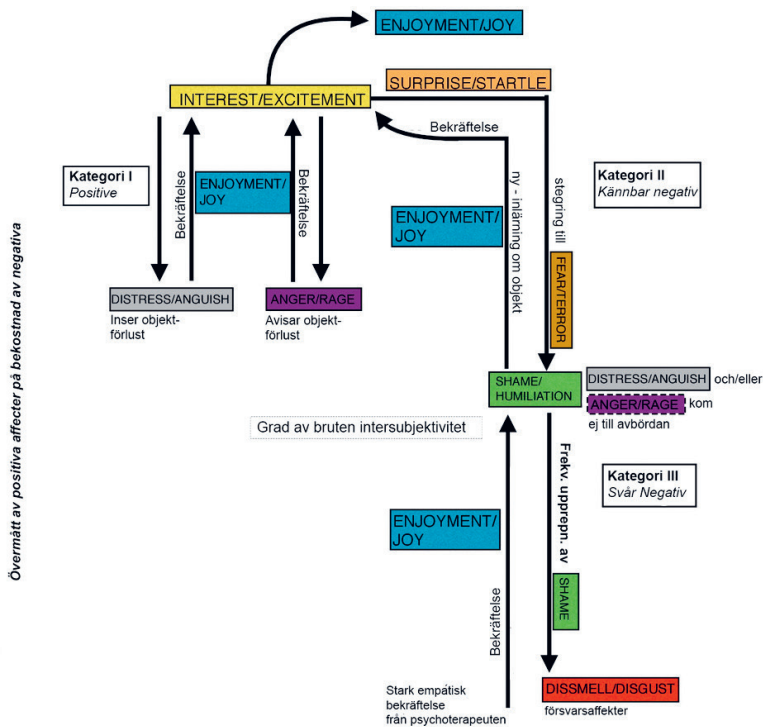 ENJOYMENT/JOY
SURPRISE/STARTLE
INTEREST/EXCITEMENT
Bekräftelse
Kategori I
Positive
Bekräftelse
ENJOYMENT/
JOY
Bekräftelse
ny - inlärning om objekt
stegring till
Kategori II
Kännbar negativ
ENJOYMENT/
JOY
FEAR/TERROR
DISTRESS/ANGUISH
Inser objekt-
förlust
ANGER/RAGE
Avisar objekt-
förlust
Övermått av positiva affecter på bekostnad av negativa
SHAME/
HUMILIATION
DISTRESS/ANGUISH och/eller
ANGER/RAGE kom
ej till avbördan
Grad av bruten intersubjektivitet
Frekv. upprepn. av
Kategori III
Svår Negativ
ENJOYMENT/
JOY
SHAME
Bekräftelse
Stark empatisk
bekräftelse
från psychoterapeuten
DISSMELL/DISGUST
försvarsaffekter